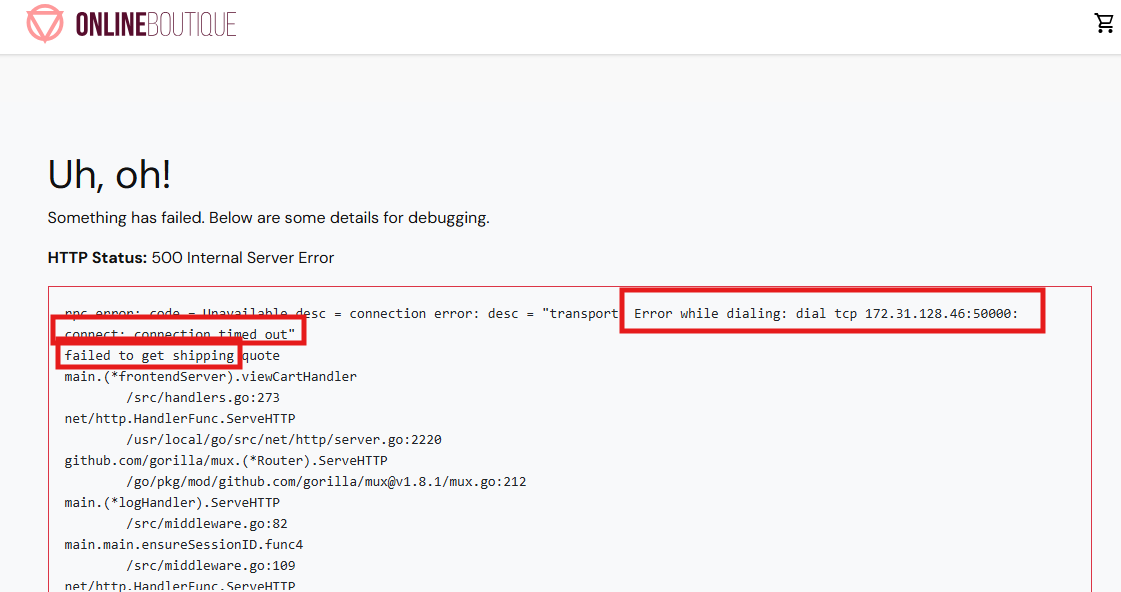 ONLINEBOUTIQUE
Uh, oh!
Something has failed. Below are some details for debugging.
HTTP Status: 500 Internal Server Error
rpc error: code = Unavailable desc = connection error: desc = "transport: Error while dialing: dial tcp 172.31.128.46:50000:
connect: connection timed out"
failed to get shipping quote
main.(*frontendServer).viewCartHandler
/src/handlers.go:273
net/http.HandlerFunc.ServeHTTP
/usr/local/go/src/net/http/server.go:2220
github.com/gorilla/mux.(*Router).ServeHTTP
/go/pkg/mod/github.com/gorilla/mux@v1.8.1/mux.go:212
main.(*logHandler).ServeHTTP
/src/middleware.go:82
main.main.ensureSessionID.func4
/src/middleware.go:109
net/http.HandlerFunc.ServeHTTP